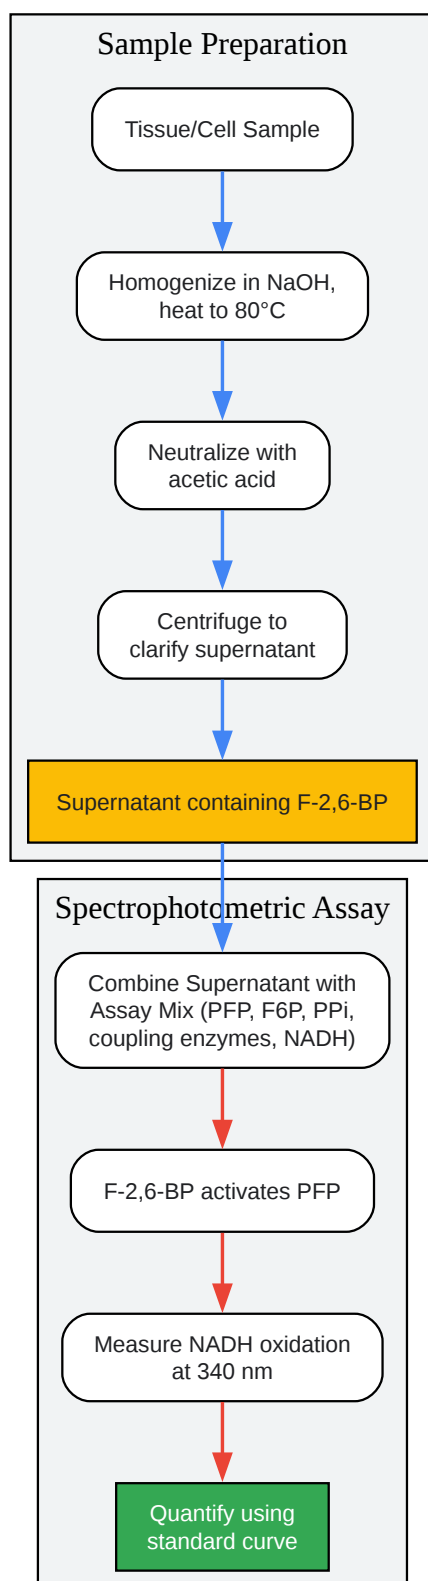 Sample Preparation
Tissue/Cell Sample
Homogenize in NaOH,
heat to 80°C
Neutralize with
acetic acid
Centrifuge to
clarify supernatant
Supernatant containing F-2,6-BP
Spectrophotometric Assay
Combine Supernatant with
Assay Mix (PFP, F6P, PPi,
coupling enzymes, NADH)
F-2,6-BP activates PFP
Measure NADH oxidation
at 340 nm
Quantify using
standard curve